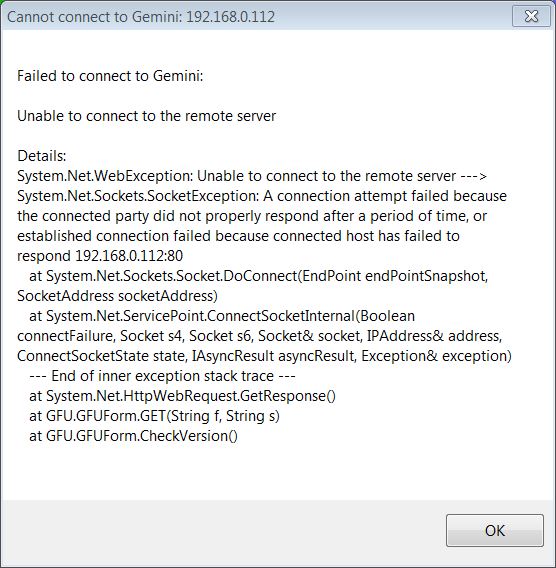 Cannot connect to Gemini: 192.168.0.112
Failed to connect to Gemini:
Unable to connect to the remote server
Details:
System.Net.WebException: Unable to connect to the remote server --->
System.Net.Sockets.SocketException: A connection attempt failed because
the connected party did not properly respond after a period of time, or
established connection failed because connected host has failed to
respond 192.168.0.112:80
at System.Net.Sockets.Socket.DoConnect(EndPoint endPointSnapshot,
SocketAddress socketAddress)
at System.Net.ServicePoint.ConnectSocketInternal(Boolean
connectFailure, Socket s4, Socket s6, Socket& socket, IPAddress& address,
ConnectSocketState state, IAsyncResult asyncResult, Exception& exception)
--- End of inner exception stack trace ---
at System.Net.HttpWebRequest.GetResponse()
at GFU.GFUForm.GET(String f, String s)
at GFU.GFUForm.CheckVersion()
OK